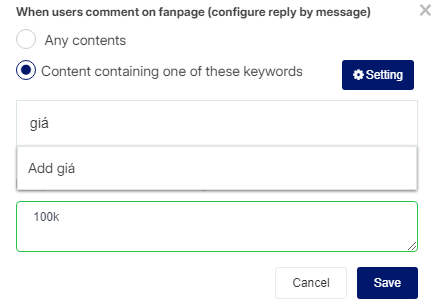 When users comment on fanpage (configure reply by message)
Any contents
Content containing one of these keywords
Setting
giá
Add giá
100k
Cancel
Save